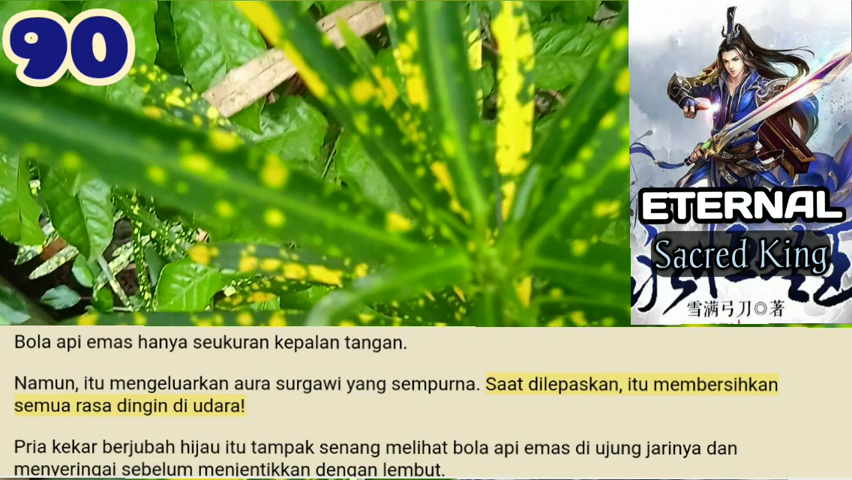 90
ETERNAL
Sacred King
雪满弓刀◎著
Bola api emas hanya seukuran kepalan tangan.
Namun, itu mengeluarkan aura surgawi yang sempurna. Saat dilepaskan, itu membersihkan
semua rasa dingin di udara!
Pria kekar berjubah hijau itu tampak senang melihat bola api emas di ujung jarinya dan
menyeringai sebelum menjentikkan dengan lembut.